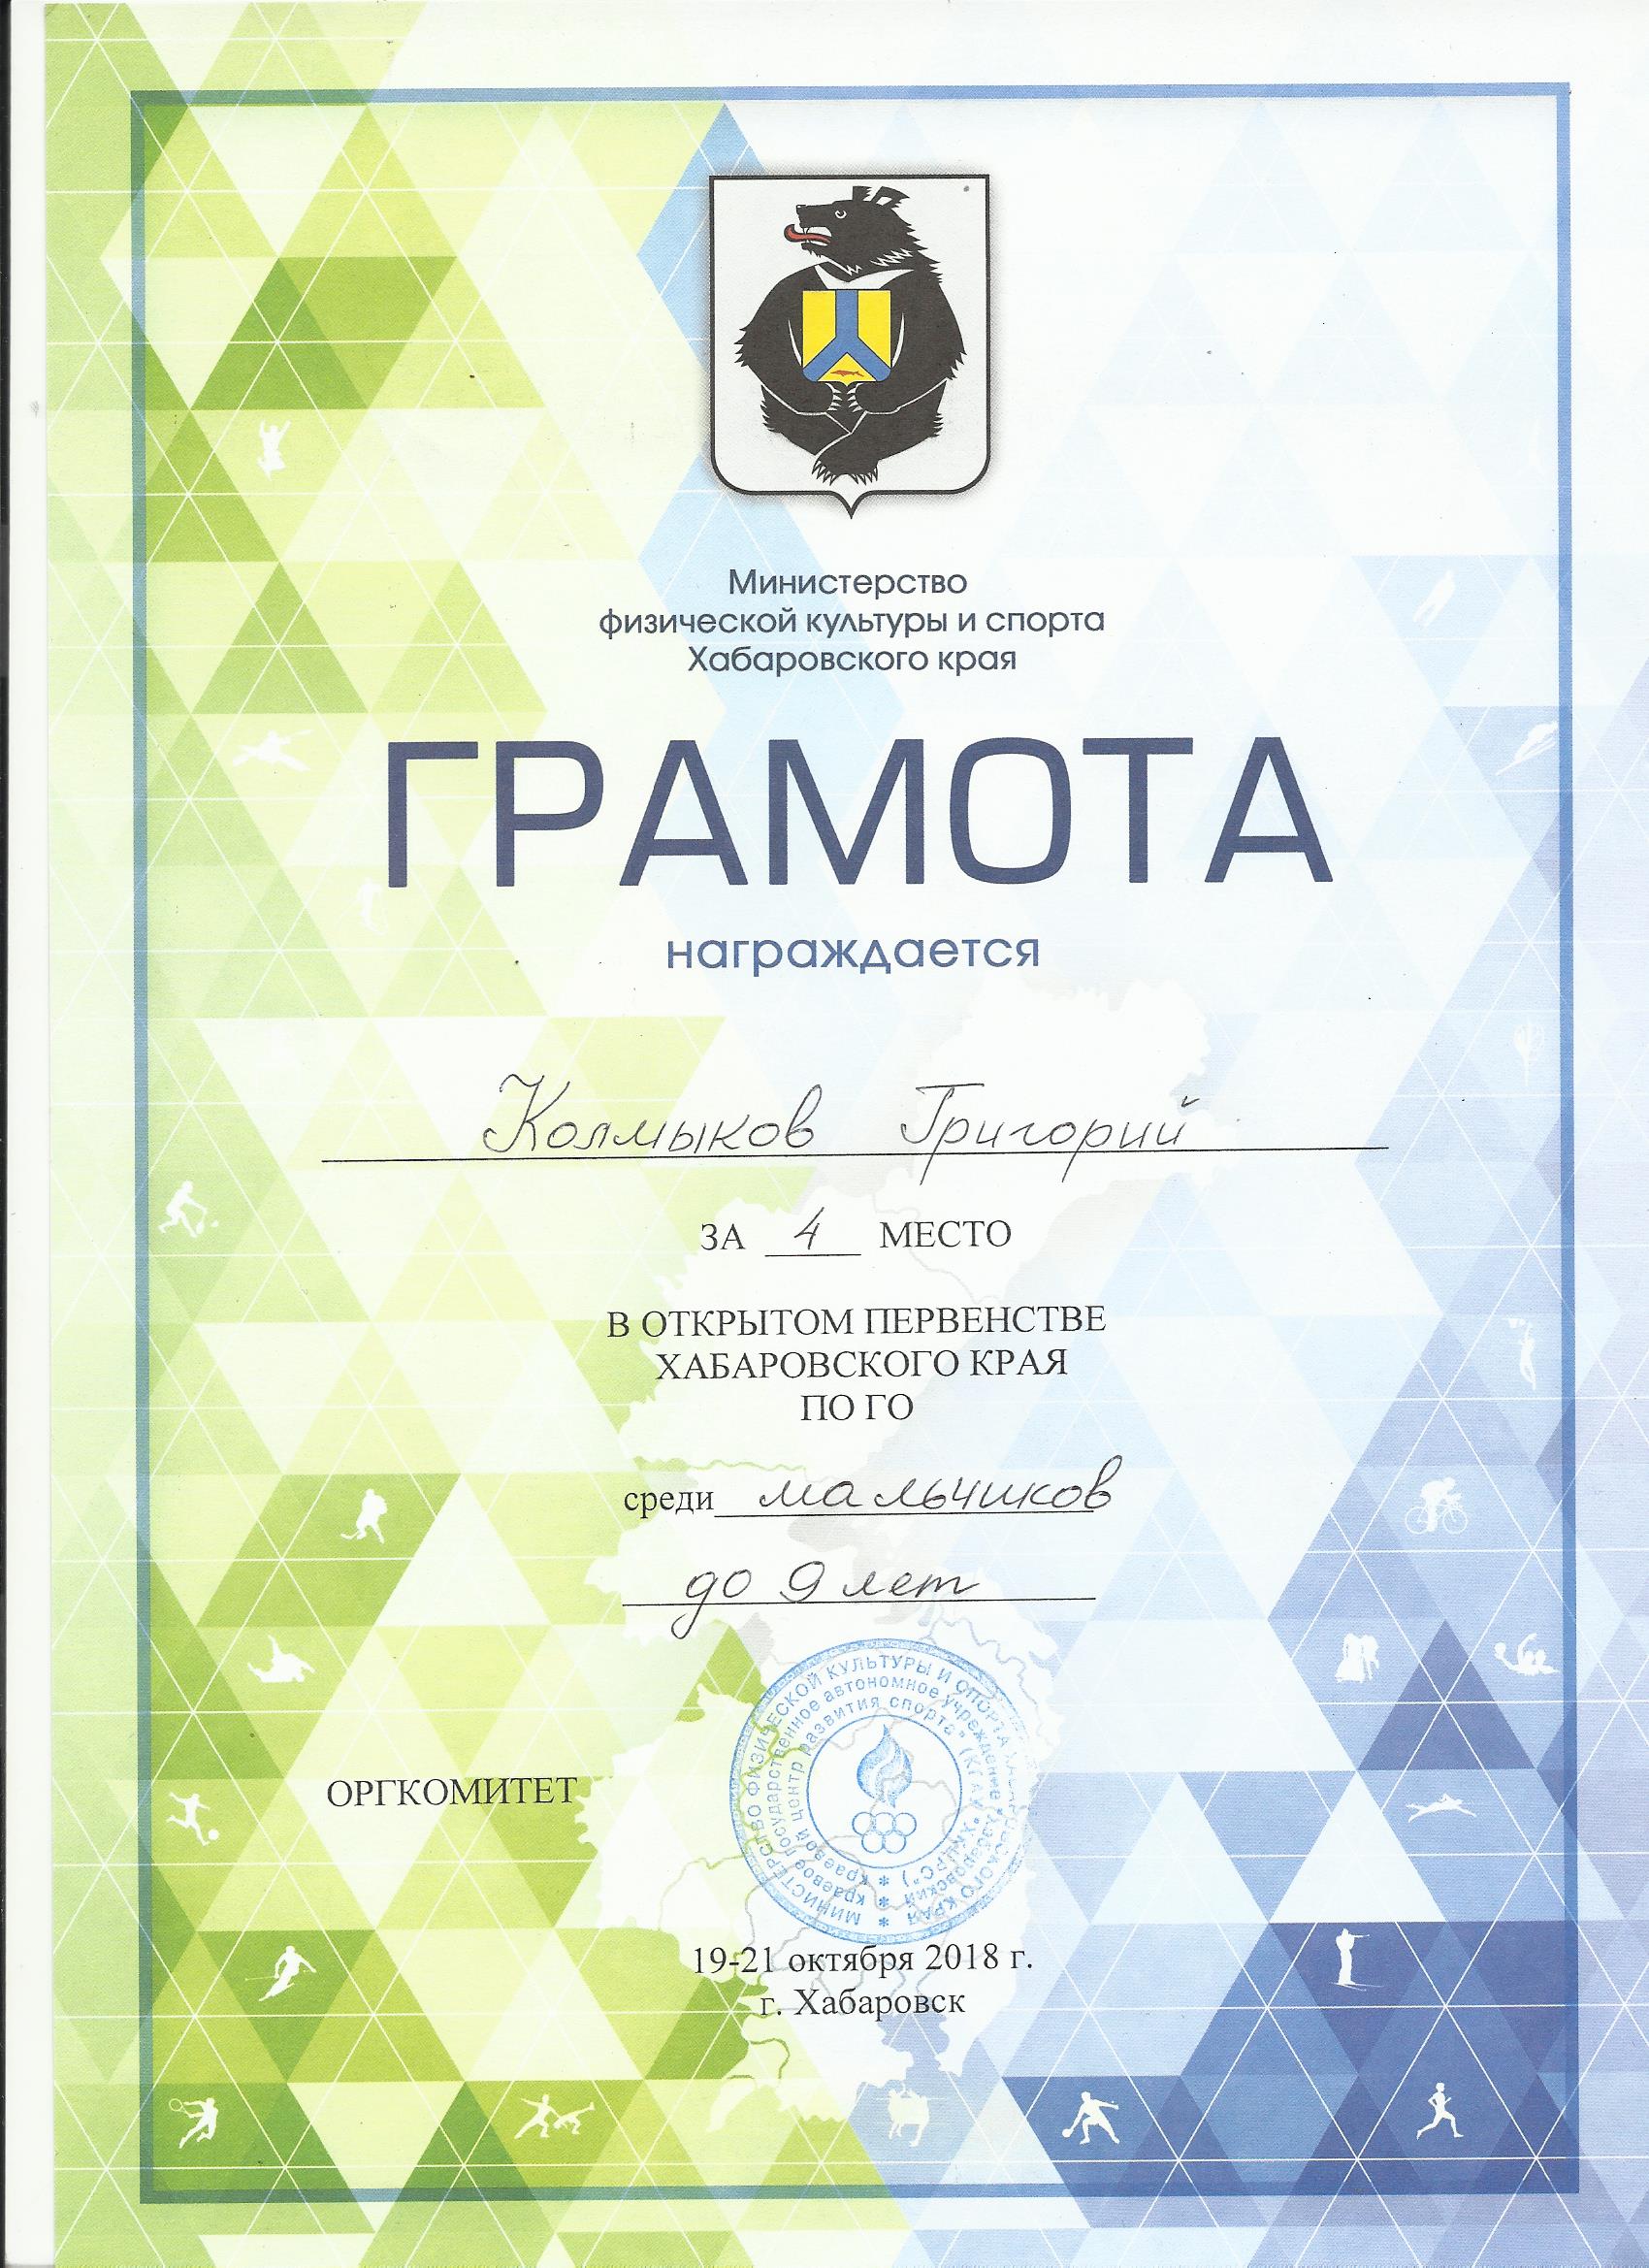 Министерство
физической культуры и спорта
Хабаровского края
ГРАМОТА
награждается
Колмыков Григорий
ЗА 4 МЕСТО
В ОТКРЫТОМ ПЕРВЕНСТВЕ
ХАБАРОВСКОГО КРАЯ
ПО ГО
среди мальчиков
до 9 лет
МИНИСТЕРСТВО ФИЗИЧЕСКОЙ КУЛЬТУРЫ И СПОРТА ХАБАРОВСКОГО КРАЯ *
краевое государственное автономное учреждение "Хабаровский *
краевой центр развития спорта" (КГАУ "ХКЦРС") *
ОРГКОМИТЕТ
19-21 октября 2018 г.
г. Хабаровск